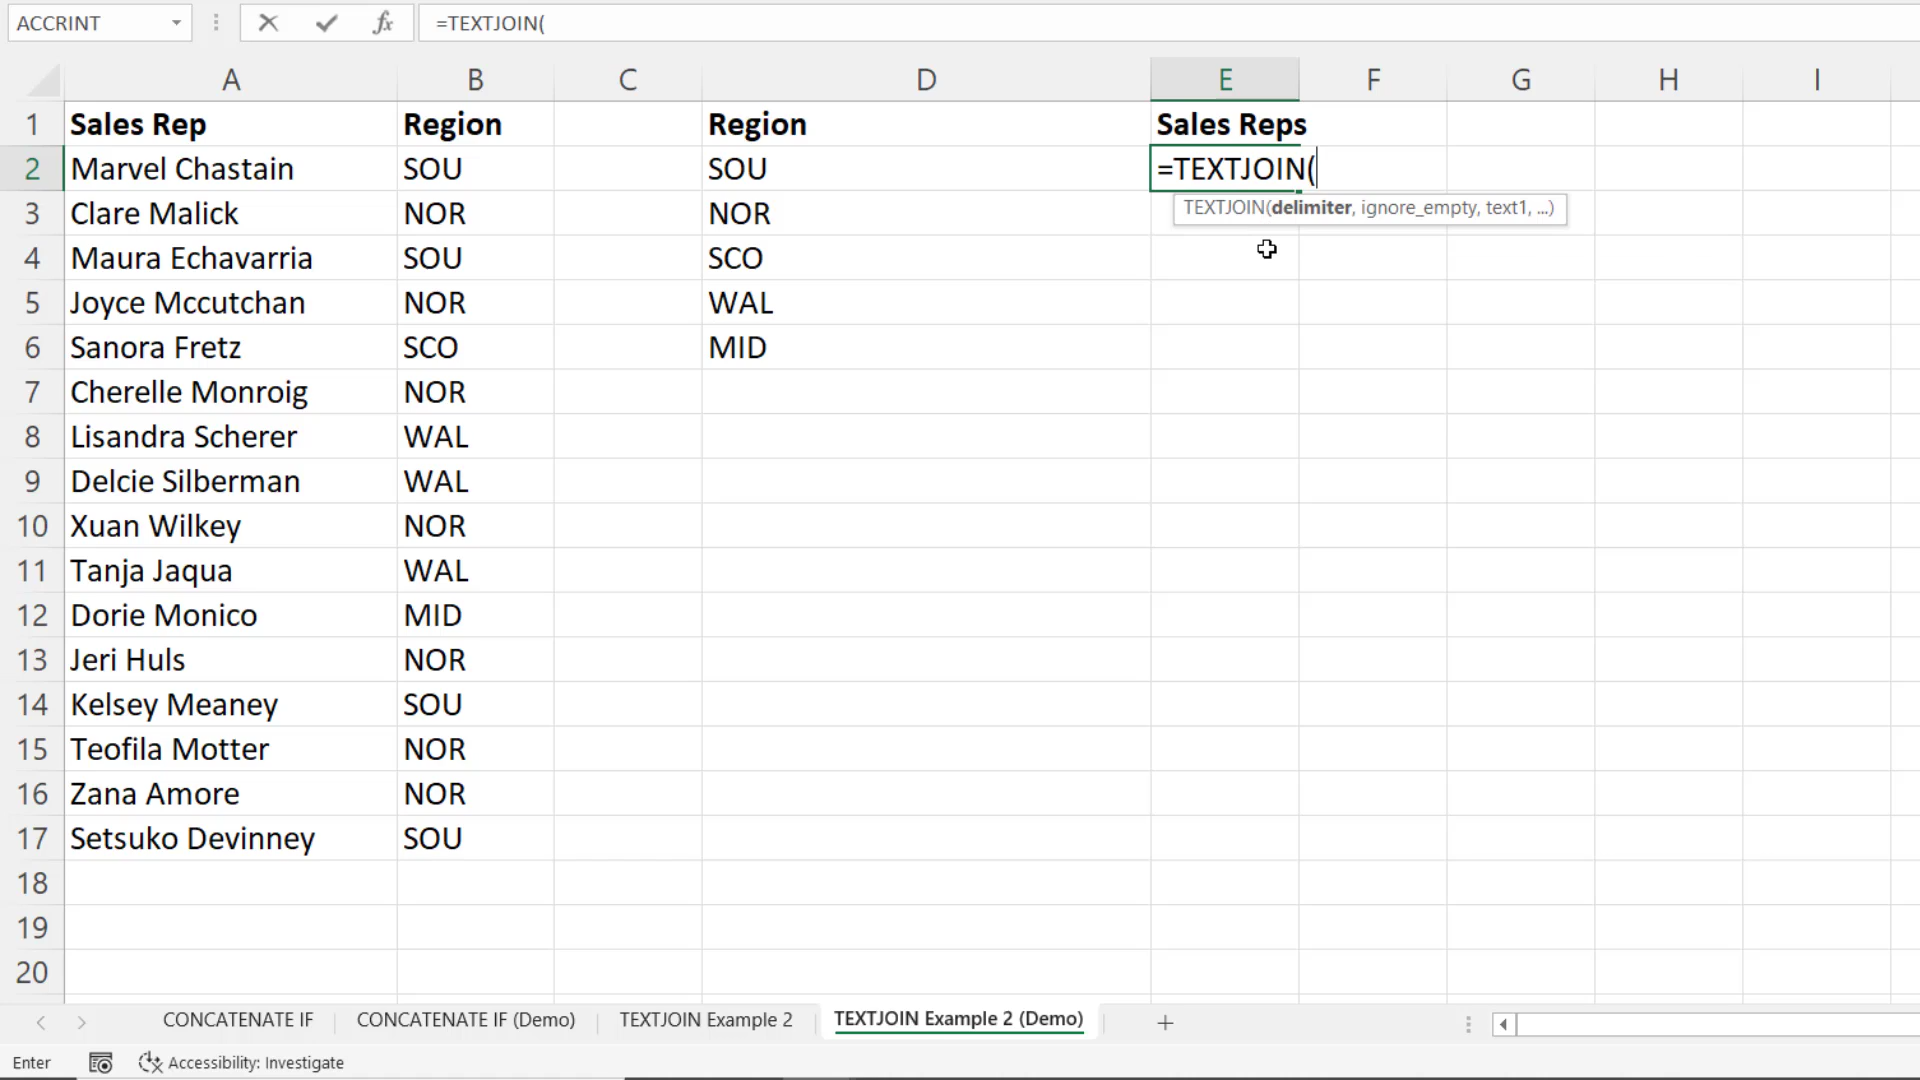 ACCRINT fx =TEXTJOIN(
A B C D E F G H I
1 Sales Rep Region Region Sales Reps
2 Marvel Chastain SOU SOU =TEXTJOIN(
TEXTJOIN(delimiter, ignore_empty, text1, ...)
3 Clare Malick NOR NOR
4 Maura Echavarria SOU SCO
5 Joyce Mccutchan NOR WAL
6 Sanora Fretz SCO MID
7 Cherelle Monroig NOR
8 Lisandra Scherer WAL
9 Delcie Silberman WAL
10 Xuan Wilkey NOR
11 Tanja Jaqua WAL
12 Dorie Monico MID
13 Jeri Huls NOR
14 Kelsey Meaney SOU
15 Teofila Motter NOR
16 Zana Amore NOR
17 Setsuko Devinney SOU
18
19
20
CONCATENATE IF CONCATENATE IF (Demo) TEXTJOIN Example 2 TEXTJOIN Example 2 (Demo)
Enter Accessibility: Investigate